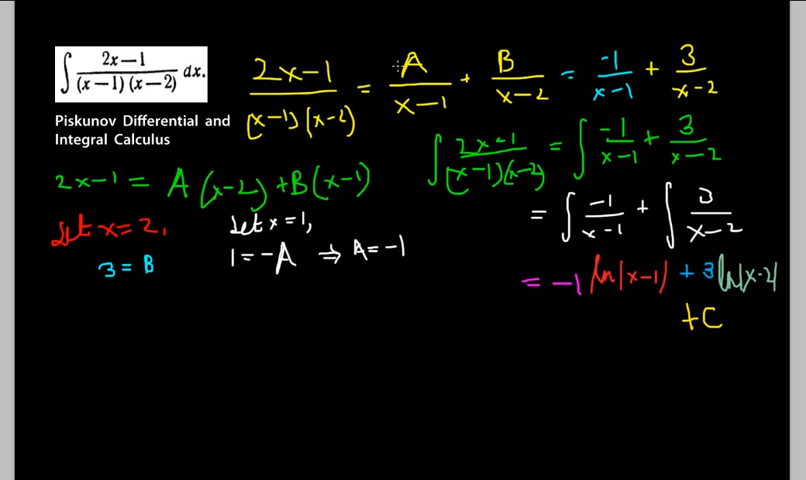 ∫ 2x−1 / (x−1)(x−2) dx.
Piskunov Differential and
Integral Calculus
2x−1 / (x−1)(x−2) = A / x−1 + B / x−2 = −1 / x−1 + 3 / x−2
2x−1 = A(x−2) + B(x−1)
Let x=2,
3 = B
Let x=1,
1 = −A ⇒ A = −1
∫ 2x−1 / (x−1)(x−2) = ∫ −1 / x−1 + 3 / x−2
= ∫ −1 / x−1 + ∫ 3 / x−2
= −1 ln|x−1) + 3 ln|x−2|
+C